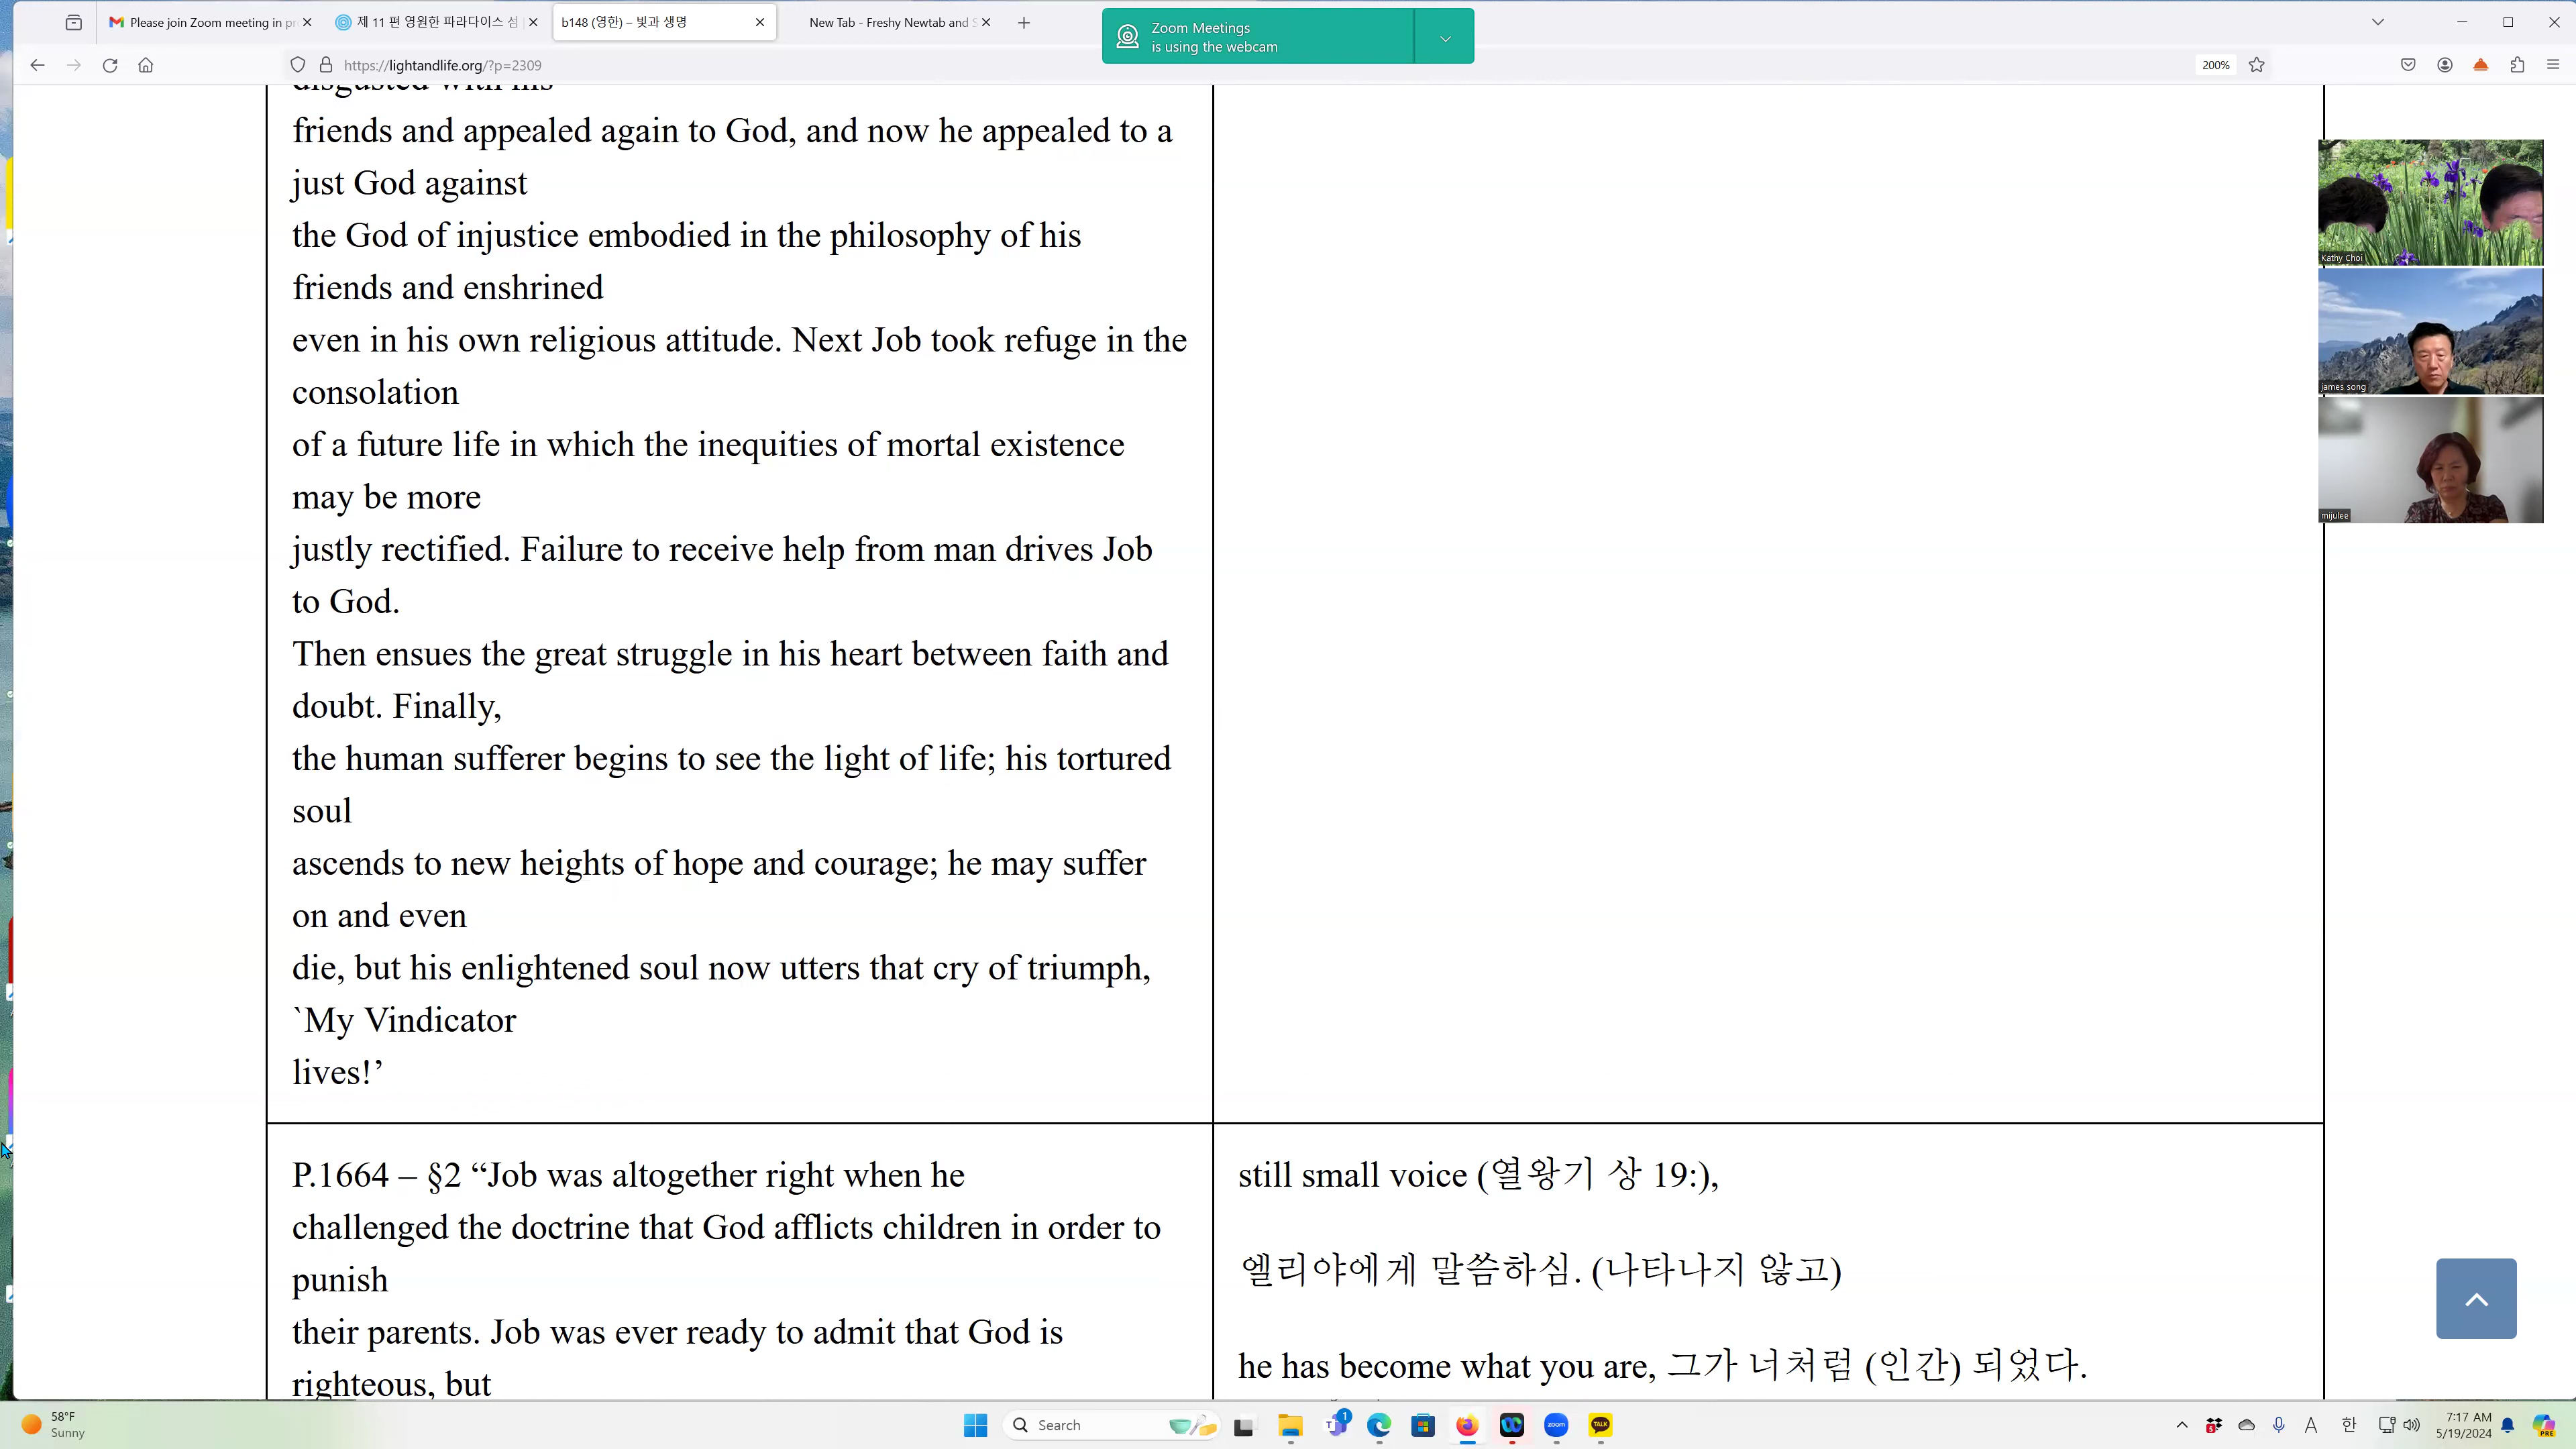 Please join Zoom meeting in pr
제 11 편 영원한 파라다이스 섬
b148 (영한) – 빛과 생명
New Tab - Freshy Newtab and S
Zoom Meetings
is using the webcam
https://lightandlife.org/?p=2309
200%
disgusted with his
friends and appealed again to God, and now he appealed to a
just God against
the God of injustice embodied in the philosophy of his
friends and enshrined
even in his own religious attitude. Next Job took refuge in the
consolation
of a future life in which the inequities of mortal existence
may be more
justly rectified. Failure to receive help from man drives Job
to God.
Then ensues the great struggle in his heart between faith and
doubt. Finally,
the human sufferer begins to see the light of life; his tortured
soul
ascends to new heights of hope and courage; he may suffer
on and even
die, but his enlightened soul now utters that cry of triumph,
`My Vindicator
lives!’
P.1664 – §2 “Job was altogether right when he
challenged the doctrine that God afflicts children in order to
punish
their parents. Job was ever ready to admit that God is
righteous, but
still small voice (열왕기 상 19:),
엘리야에게 말씀하심. (나타나지 않고)
he has become what you are, 그가 너처럼 (인간) 되었다.
Kathy Choi
james song
mijulee
58°F
Sunny
Search
1
zoom
TALK
A
한
7:17 AM
5/19/2024
PRE